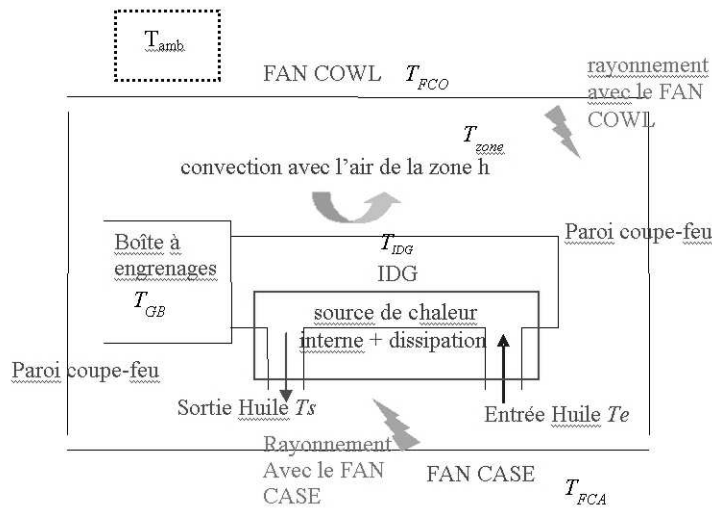 T_amb
FAN COWL T_FCO
rayonnement
avec le FAN
COWL
T_zone
convection avec l'air de la zone h
Paroi coupe-feu
Boîte à
engrenages
T_GB
T_IDG
IDG
source de chaleur
interne + dissipation
Paroi coupe-feu
Sortie Huile Ts
Entrée Huile Te
Rayonnement
Avec le FAN
CASE
FAN CASE
T_FCA